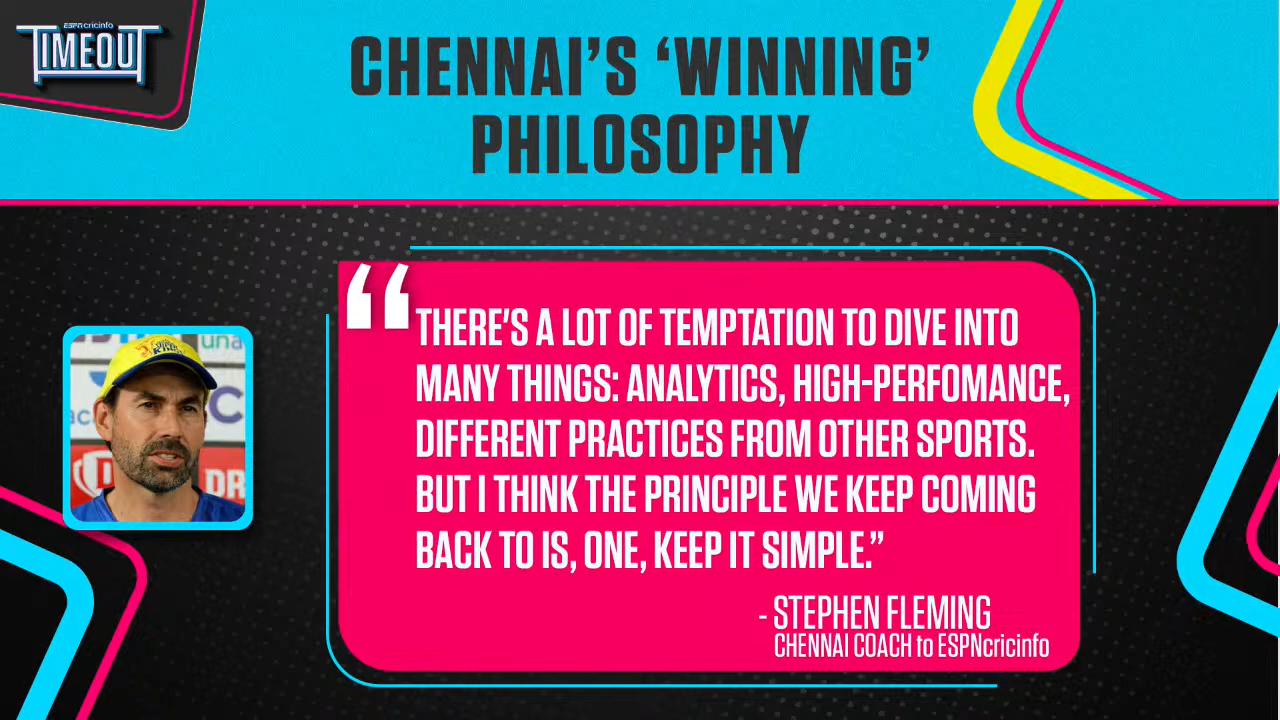 ESPNcricinfo
TIMEOUT
CHENNAI'S ‘WINNING’
PHILOSOPHY
“THERE'S A LOT OF TEMPTATION TO DIVE INTO
MANY THINGS: ANALYTICS, HIGH-PERFOMANCE,
DIFFERENT PRACTICES FROM OTHER SPORTS.
BUT I THINK THE PRINCIPLE WE KEEP COMING
BACK TO IS, ONE, KEEP IT SIMPLE.”
- STEPHEN FLEMING
CHENNAI COACH to ESPNcricinfo
una
C
DR